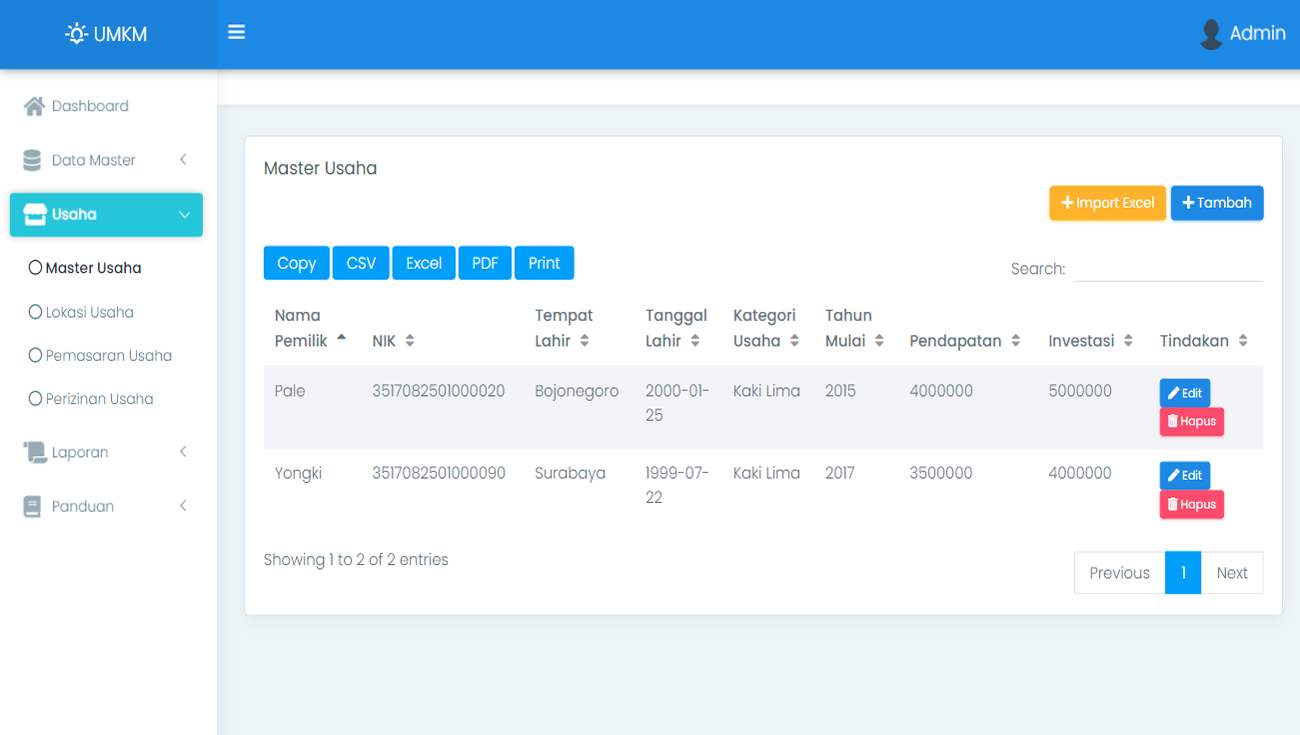 UMKM
Admin
Dashboard
Data Master
Usaha
Master Usaha
Lokasi Usaha
Pemasaran Usaha
Perizinan Usaha
Laporan
Panduan
Master Usaha
Import Excel Tambah
Copy CSV Excel PDF Print
Search:
Nama Pemilik NIK Tempat Lahir Tanggal Lahir Kategori Usaha Tahun Mulai Pendapatan Investasi Tindakan
Pale 3517082501000020 Bojonegoro 2000-01-25 Kaki Lima 2015 4000000 5000000 Edit
Hapus
Yongki 3517082501000090 Surabaya 1999-07-22 Kaki Lima 2017 3500000 4000000 Edit
Hapus
Showing 1 to 2 of 2 entries
Previous 1 Next